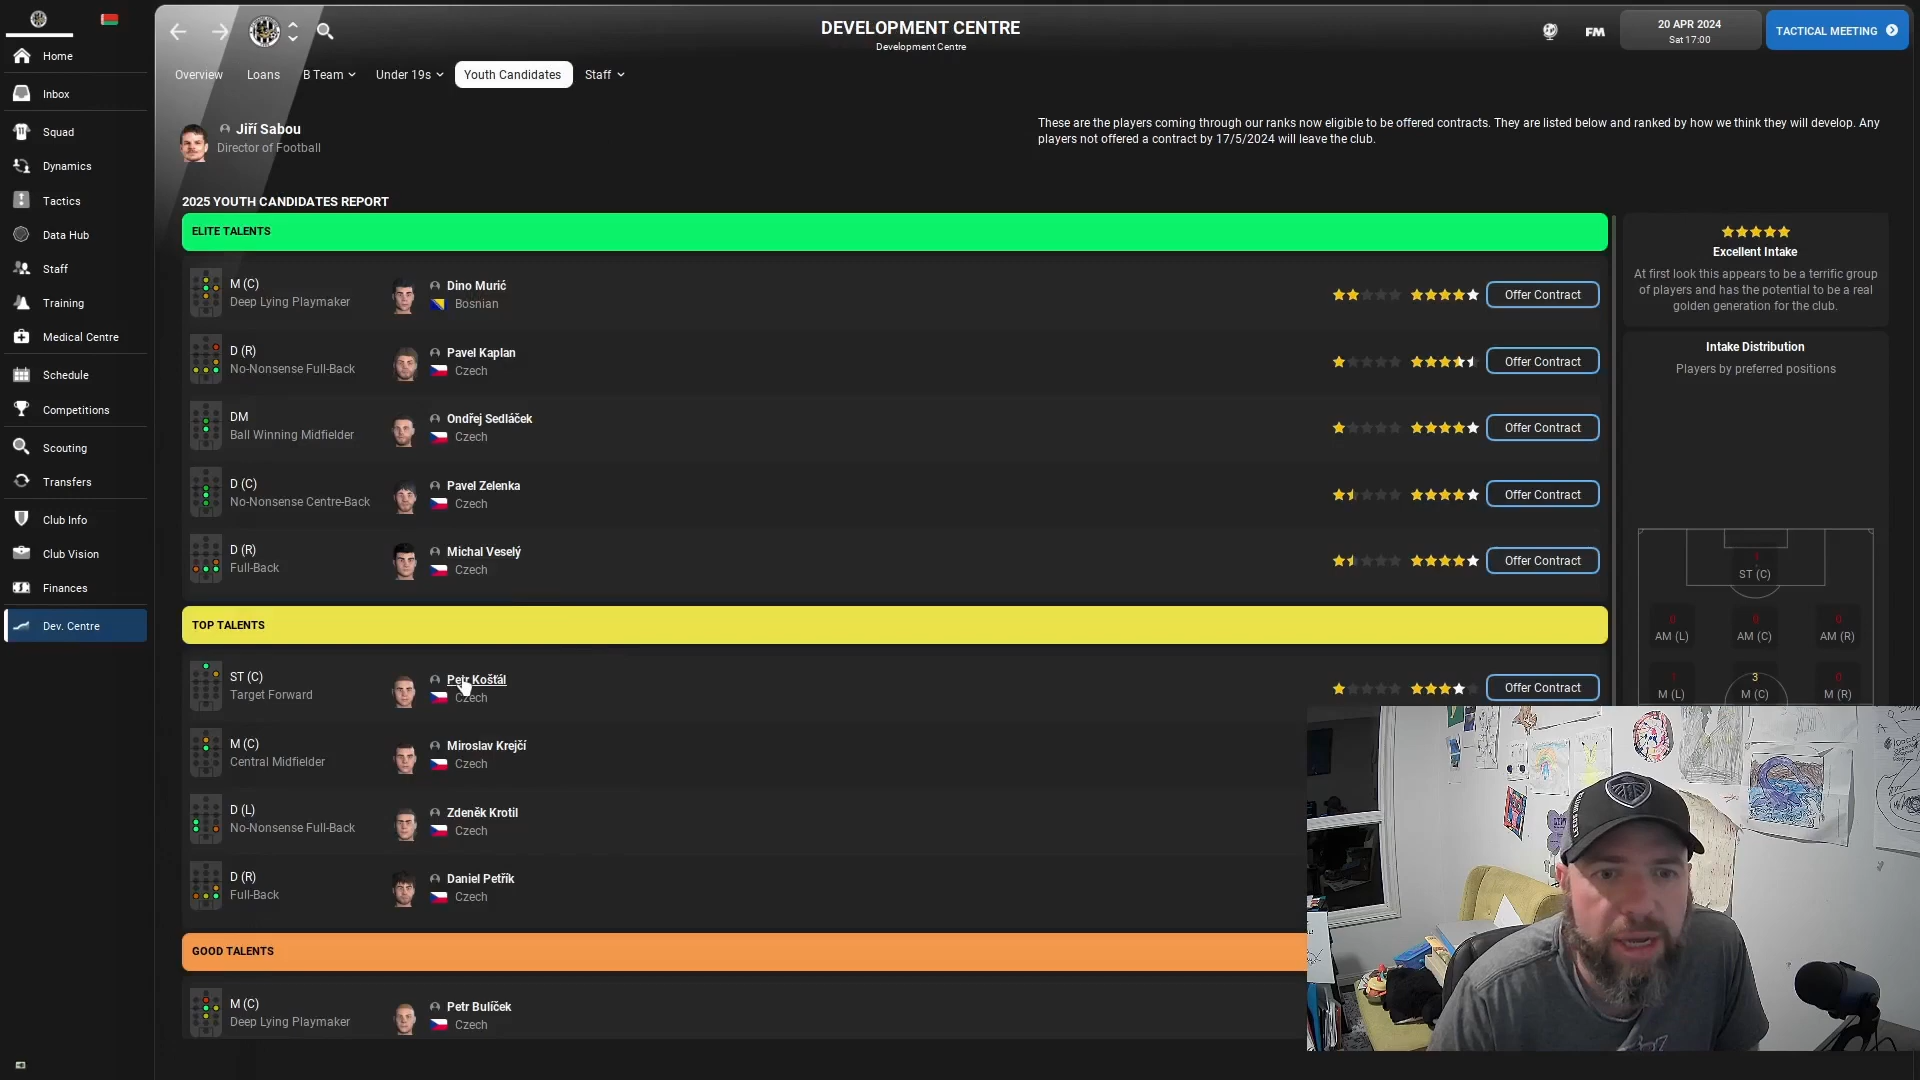 DEVELOPMENT CENTRE
Development Centre
FM
20 APR 2024
Sat 17:00
TACTICAL MEETING
Home
Inbox
Squad
Dynamics
Tactics
Data Hub
Staff
Training
Medical Centre
Schedule
Competitions
Scouting
Transfers
Club Info
Club Vision
Finances
Dev. Centre
Overview
Loans
B Team
Under 19s
Youth Candidates
Staff
Jiří Sabou
Director of Football
These are the players coming through our ranks now eligible to be offered contracts. They are listed below and ranked by how we think they will develop. Any
players not offered a contract by 17/5/2024 will leave the club.
2025 YOUTH CANDIDATES REPORT
ELITE TALENTS
M (C)
Deep Lying Playmaker
Dino Murić
Bosnian
Offer Contract
D (R)
No-Nonsense Full-Back
Pavel Kaplan
Czech
Offer Contract
DM
Ball Winning Midfielder
Ondřej Sedláček
Czech
Offer Contract
D (C)
No-Nonsense Centre-Back
Pavel Zelenka
Czech
Offer Contract
D (R)
Full-Back
Michal Veselý
Czech
Offer Contract
TOP TALENTS
ST (C)
Target Forward
Petr Košťál
Czech
Offer Contract
M (C)
Central Midfielder
Miroslav Krejčí
Czech
D (L)
No-Nonsense Full-Back
Zdeněk Krotil
Czech
D (R)
Full-Back
Daniel Petřík
Czech
GOOD TALENTS
M (C)
Deep Lying Playmaker
Petr Bulíček
Czech
Excellent Intake
At first look this appears to be a terrific group
of players and has the potential to be a real
golden generation for the club.
Intake Distribution
Players by preferred positions
1
ST (C)
0
AM (L)
0
AM (C)
0
AM (R)
1
M (L)
3
M (C)
0
M (R)
LEEDS UNITED